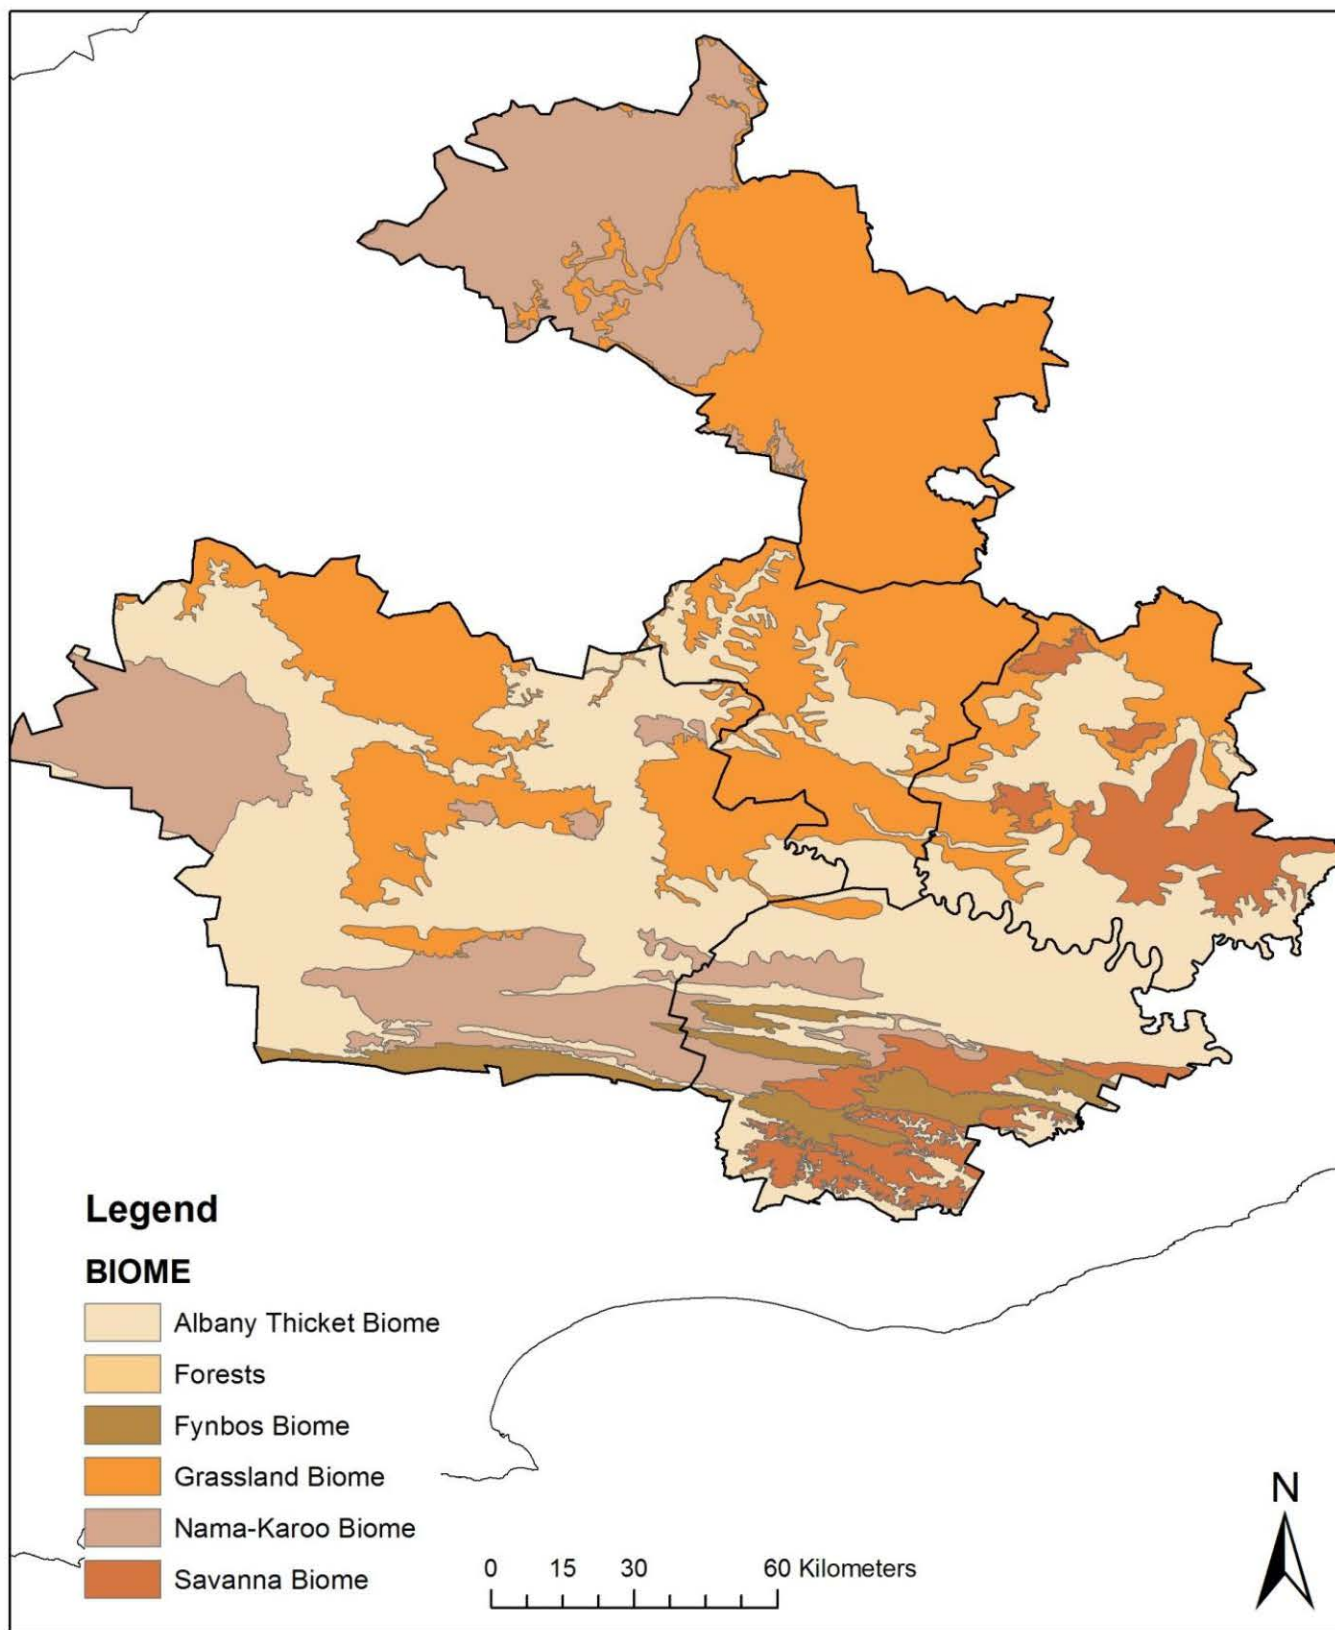 Legend
BIOME
Albany Thicket Biome
Forests
Fynbos Biome
Grassland Biome
Nama-Karoo Biome
Savanna Biome
0 15 30 60 Kilometers
N